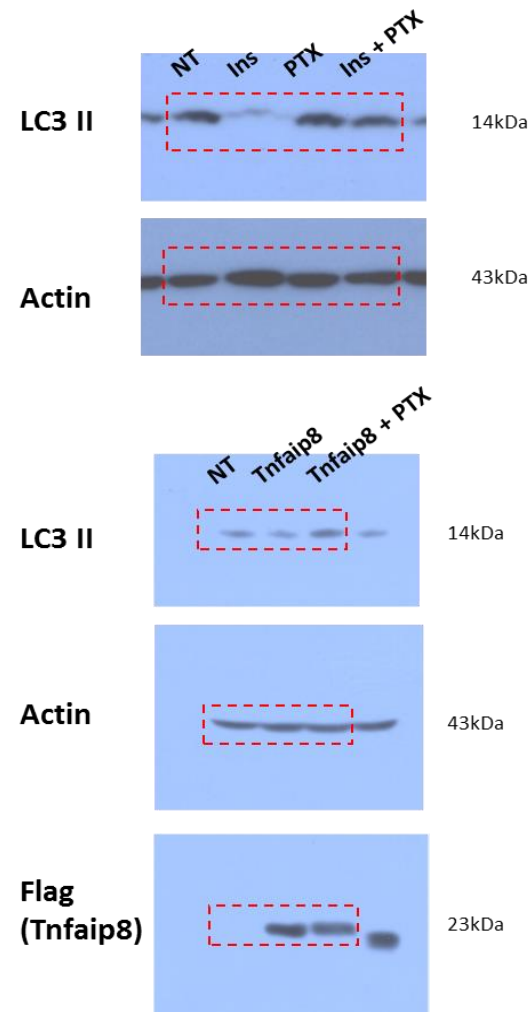 NT Ins PTX Ins + PTX
LC3 II
14kDa
Actin
43kDa
NT Tnfaip8 Tnfaip8 + PTX
LC3 II
14kDa
Actin
43kDa
Flag
(Tnfaip8)
23kDa